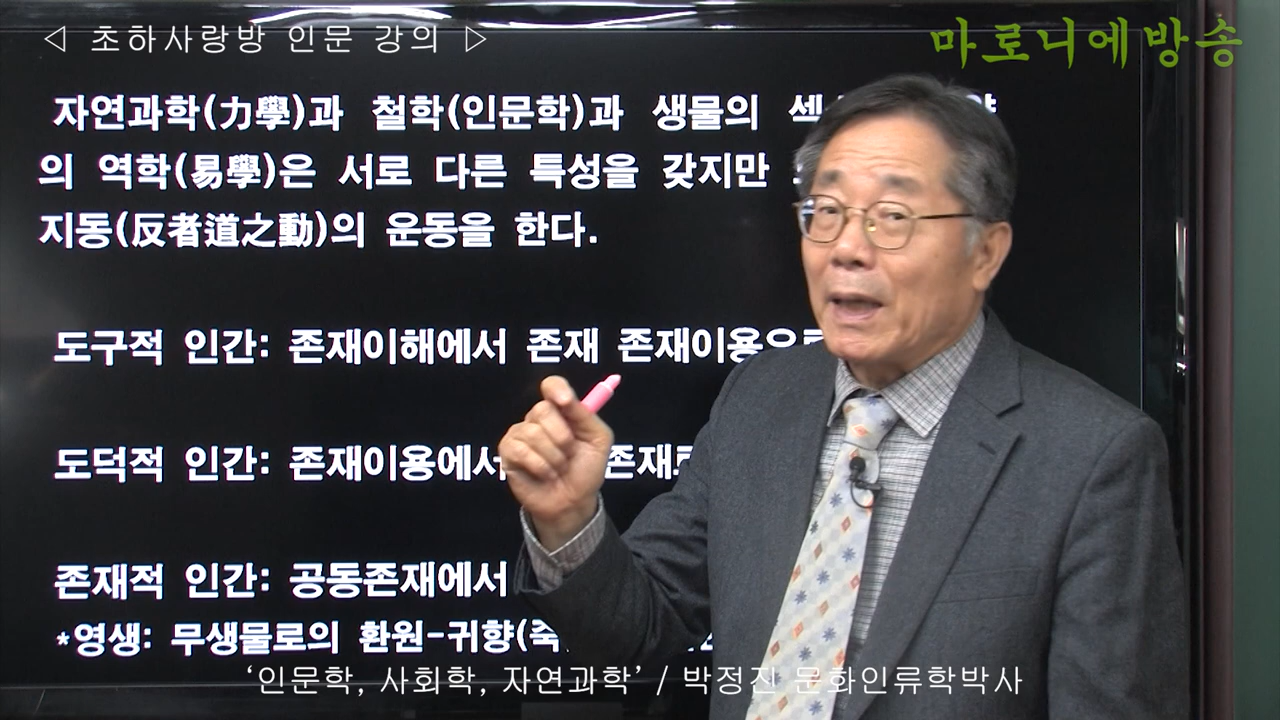 ◁ 초하사랑방 인문 강의 ▷
마로니에방송
자연과학(力學)과 철학(인문학)과 생물의
의 역학(易學)은 서로 다른 특성을 갖지만
지동(反者道之動)의 운동을 한다.
도구적 인간: 존재이해에서 존재 존재이용으로
도덕적 인간: 존재이용에서 존재로
존재적 인간: 공동존재에서
*영생: 무생물로의 환원-귀향(죽
‘인문학, 사회학, 자연과학’ / 박정진 문화인류학박사